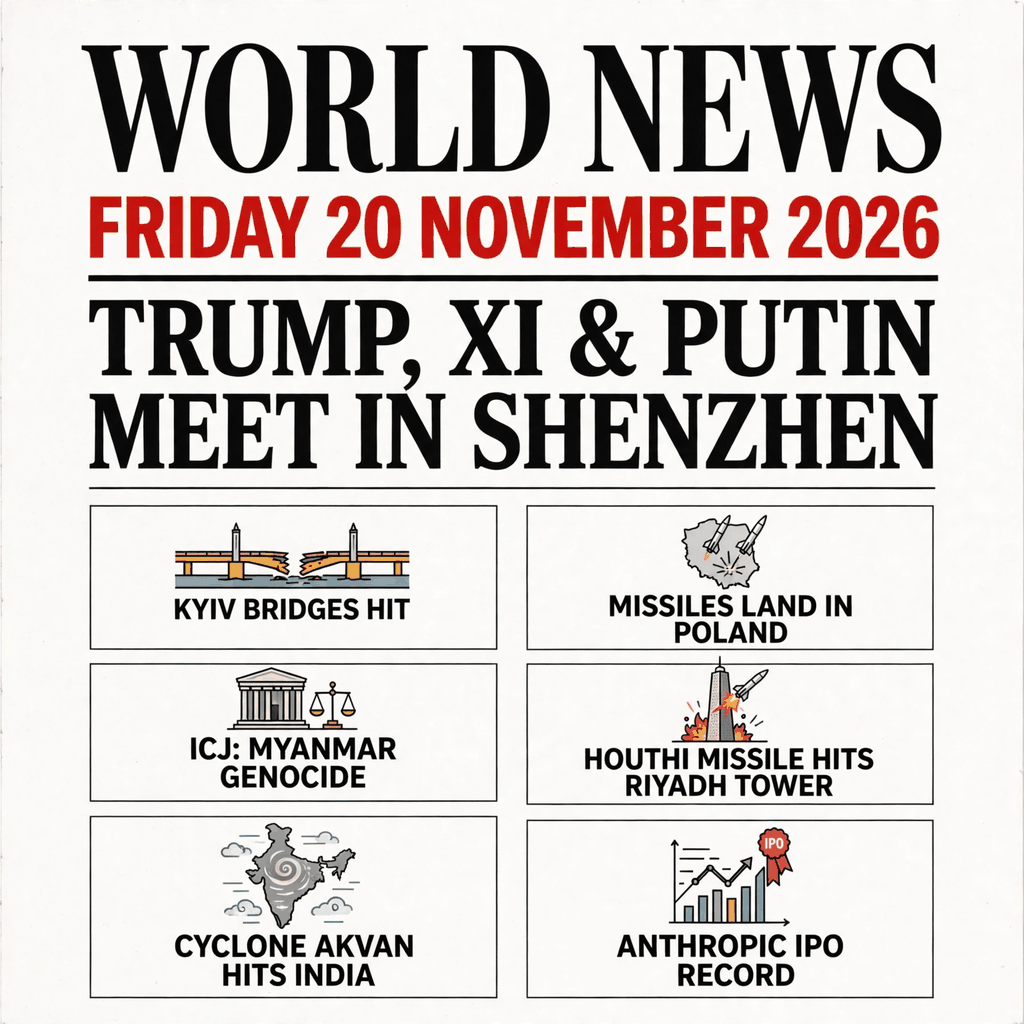 WORLD NEWS
FRIDAY 20 NOVEMBER 2026
TRUMP, XI & PUTIN
MEET IN SHENZHEN
KYIV BRIDGES HIT
MISSILES LAND IN
POLAND
ICJ: MYANMAR
GENOCIDE
HOUTHI MISSILE HITS
RIYADH TOWER
CYCLONE AKVAN
HITS INDIA
IPO
ANTHROPIC IPO
RECORD